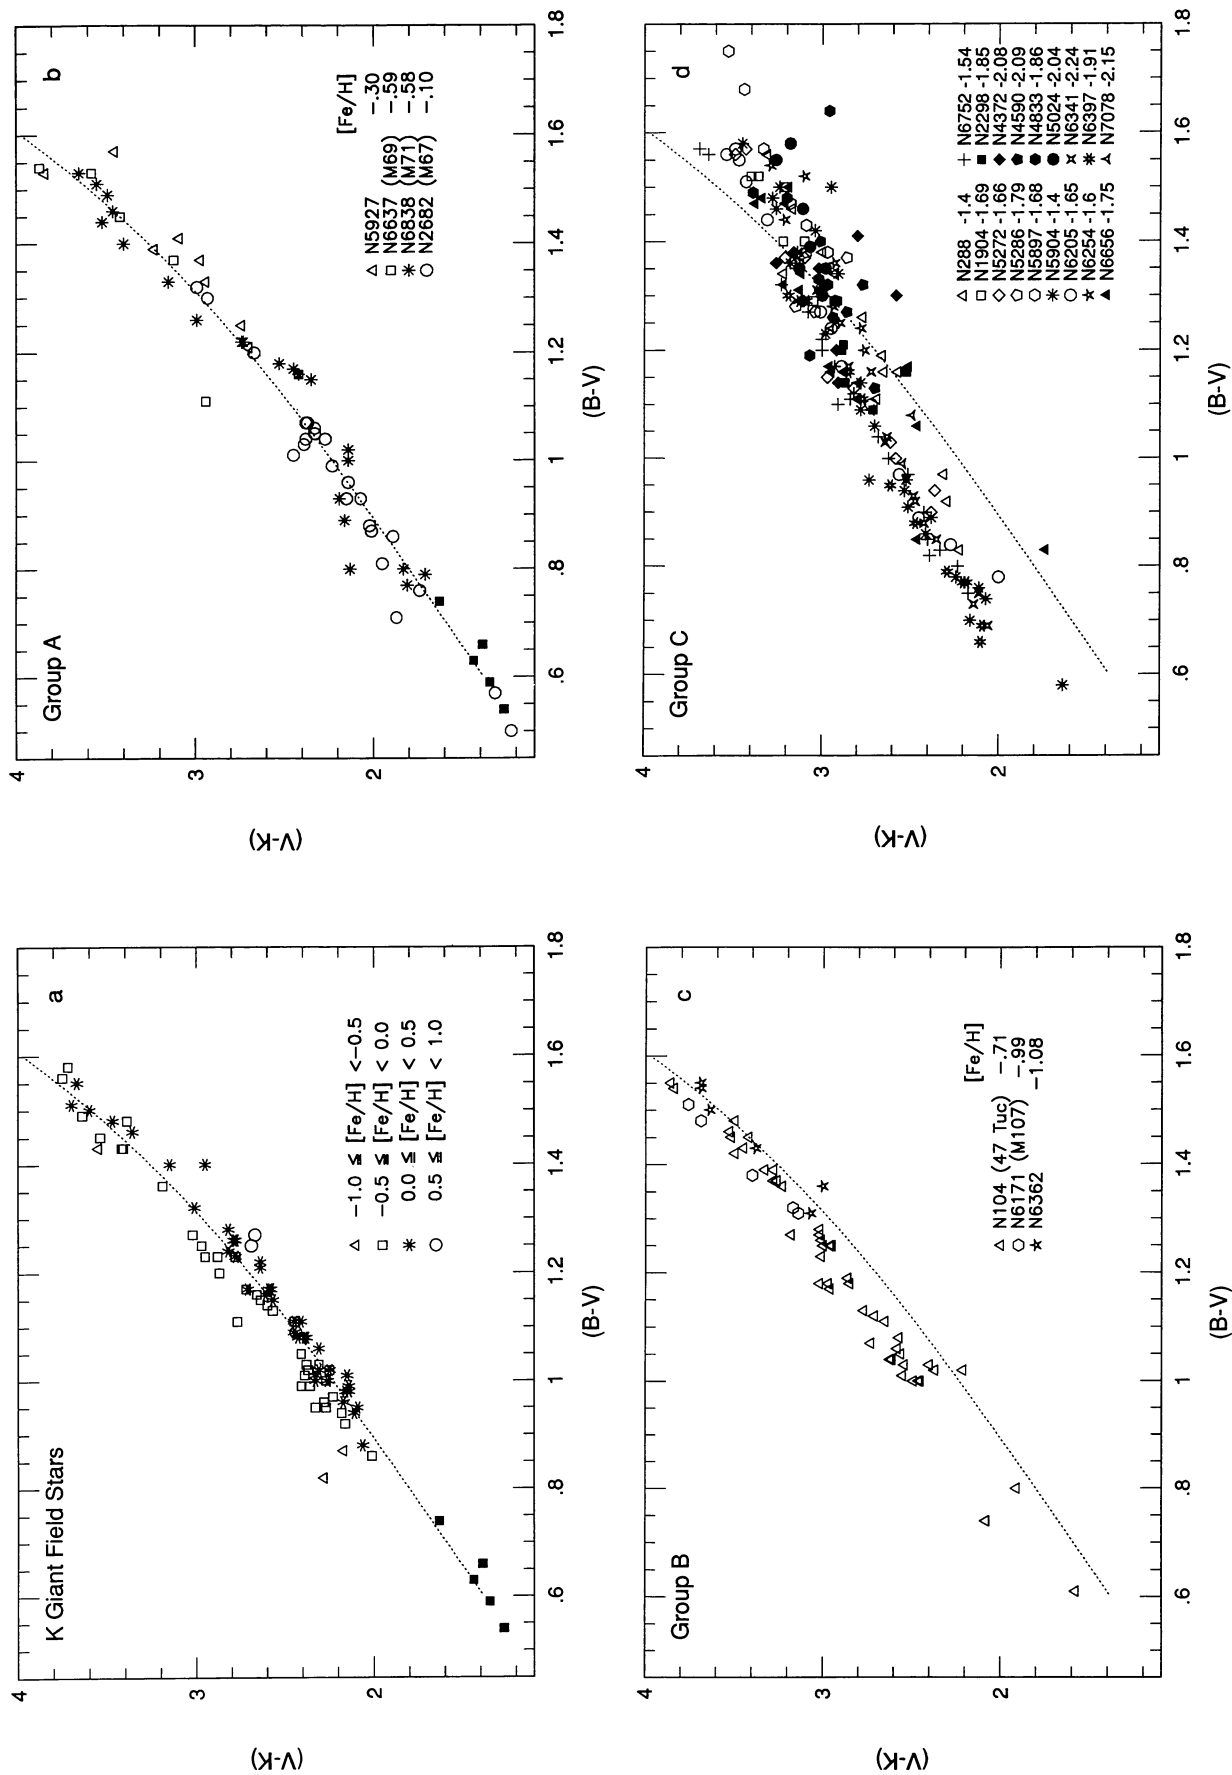 K Giant Field Stars
a
4
3
2
(V-K)
.6
.8
1
1.2
1.4
1.6
1.8
(B-V)
△ −1.0 ≤ [Fe/H] <−0.5
□ −0.5 ≤ [Fe/H] < 0.0
✳ 0.0 ≤ [Fe/H] < 0.5
○ 0.5 ≤ [Fe/H] < 1.0
Group A
b
4
3
2
(V-K)
.6
.8
1
1.2
1.4
1.6
1.8
(B-V)
[Fe/H]
△ N5927 −.30
□ N6637 (M69) −.59
✳ N6838 (M71) −.58
○ N2682 (M67) −.10
Group B
c
4
3
2
(V-K)
.6
.8
1
1.2
1.4
1.6
1.8
(B-V)
[Fe/H]
△ N104 (47 Tuc) −.71
⬡ N6171 (M107) −.99
☆ N6362 −1.08
Group C
d
4
3
2
(V-K)
.6
.8
1
1.2
1.4
1.6
1.8
(B-V)
N288 -1.4 N6752 -1.54
N1904 -1.69 N2298 -1.85
N5272 -1.66 N4372 -2.08
N5286 -1.79 N4590 -2.09
N5897 -1.68 N4833 -1.86
N5904 -1.4 N5024 -2.04
N6205 -1.65 N6341 -2.24
N6254 -1.6 N6397 -1.91
N6656 -1.75 N7078 -2.15